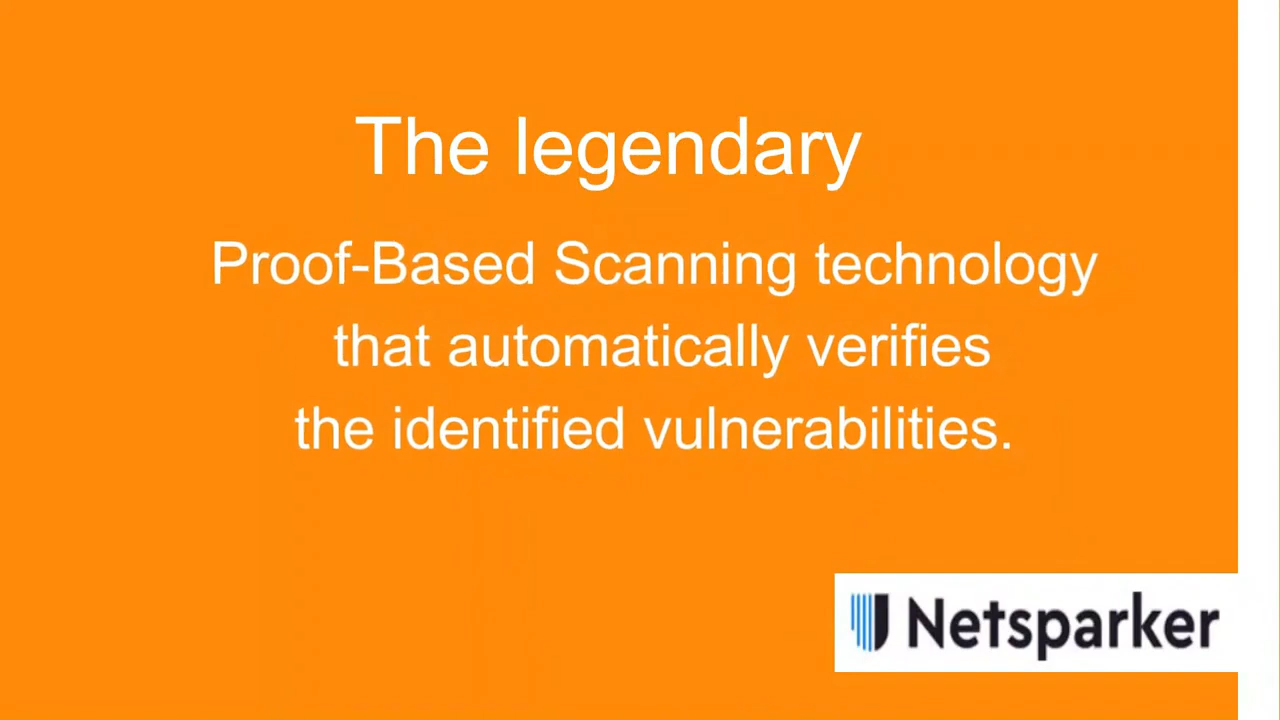 The legendary
Proof-Based Scanning technology
that automatically verifies
the identified vulnerabilities.
Netsparker